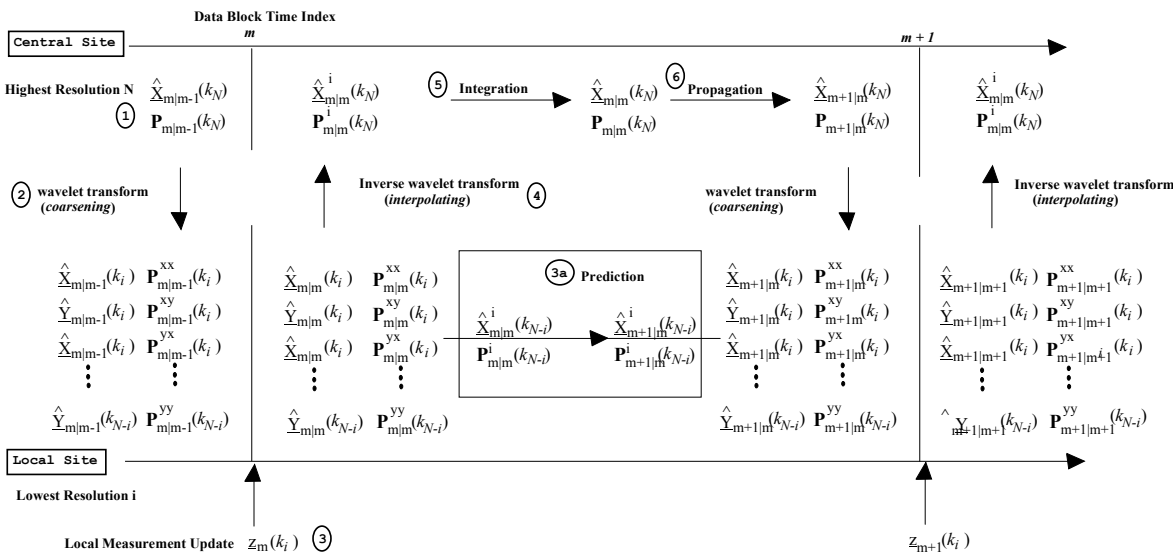 Data Block Time Index
m
m + 1
Central Site
Highest Resolution N
X̂m|m-1(kN)
Pm|m-1(kN)
1
X̂ⁱm|m(kN)
Pⁱm|m(kN)
5 Integration
X̂m|m(kN)
Pm|m(kN)
6 Propagation
X̂m+1|m(kN)
Pm+1|m(kN)
X̂ⁱm|m(kN)
Pⁱm|m(kN)
2 wavelet transform
(coarsening)
Inverse wavelet transform
(interpolating)
4
wavelet transform
(coarsening)
Inverse wavelet transform
(interpolating)
X̂m|m-1(ki) Pxxm|m-1(ki)
Ŷm|m-1(ki) Pxym|m-1(ki)
X̂m|m-1(ki) Pyxm|m-1(ki)
Ŷm|m-1(kN-i) Pyym|m-1(kN-i)
X̂m|m(ki) Pxxm|m(ki)
Ŷm|m(ki) Pxym|m(ki)
X̂m|m(ki) Pyxm|m(ki)
Ŷm|m(kN-i) Pyym|m(kN-i)
3a Prediction
X̂ⁱm|m(kN-i) X̂ⁱm+1|m(kN-i)
Pⁱm|m(kN-i) Pⁱm+1|m(kN-i)
X̂m+1|m(ki) Pxxm+1|m(ki)
Ŷm+1|m(ki) Pxym+1m(ki)
X̂m+1|m(ki) Pyxm+1|m(ki)
Ŷm+1|m(kN-i) Pyym+1|m(kN-i)
X̂m+1|m+1(ki) Pxxm+1|m+1(ki)
Ŷm+1|m+1(ki) Pxym+1|m+1(ki)
X̂m+1|m+1(ki) Pyxm+1|m+1(ki)
Ŷm+1|m+1(kN-i) Pyym+1|m+1(kN-i)
Local Site
Lowest Resolution i
Local Measurement Update zm(ki) 3
zm+1(ki)